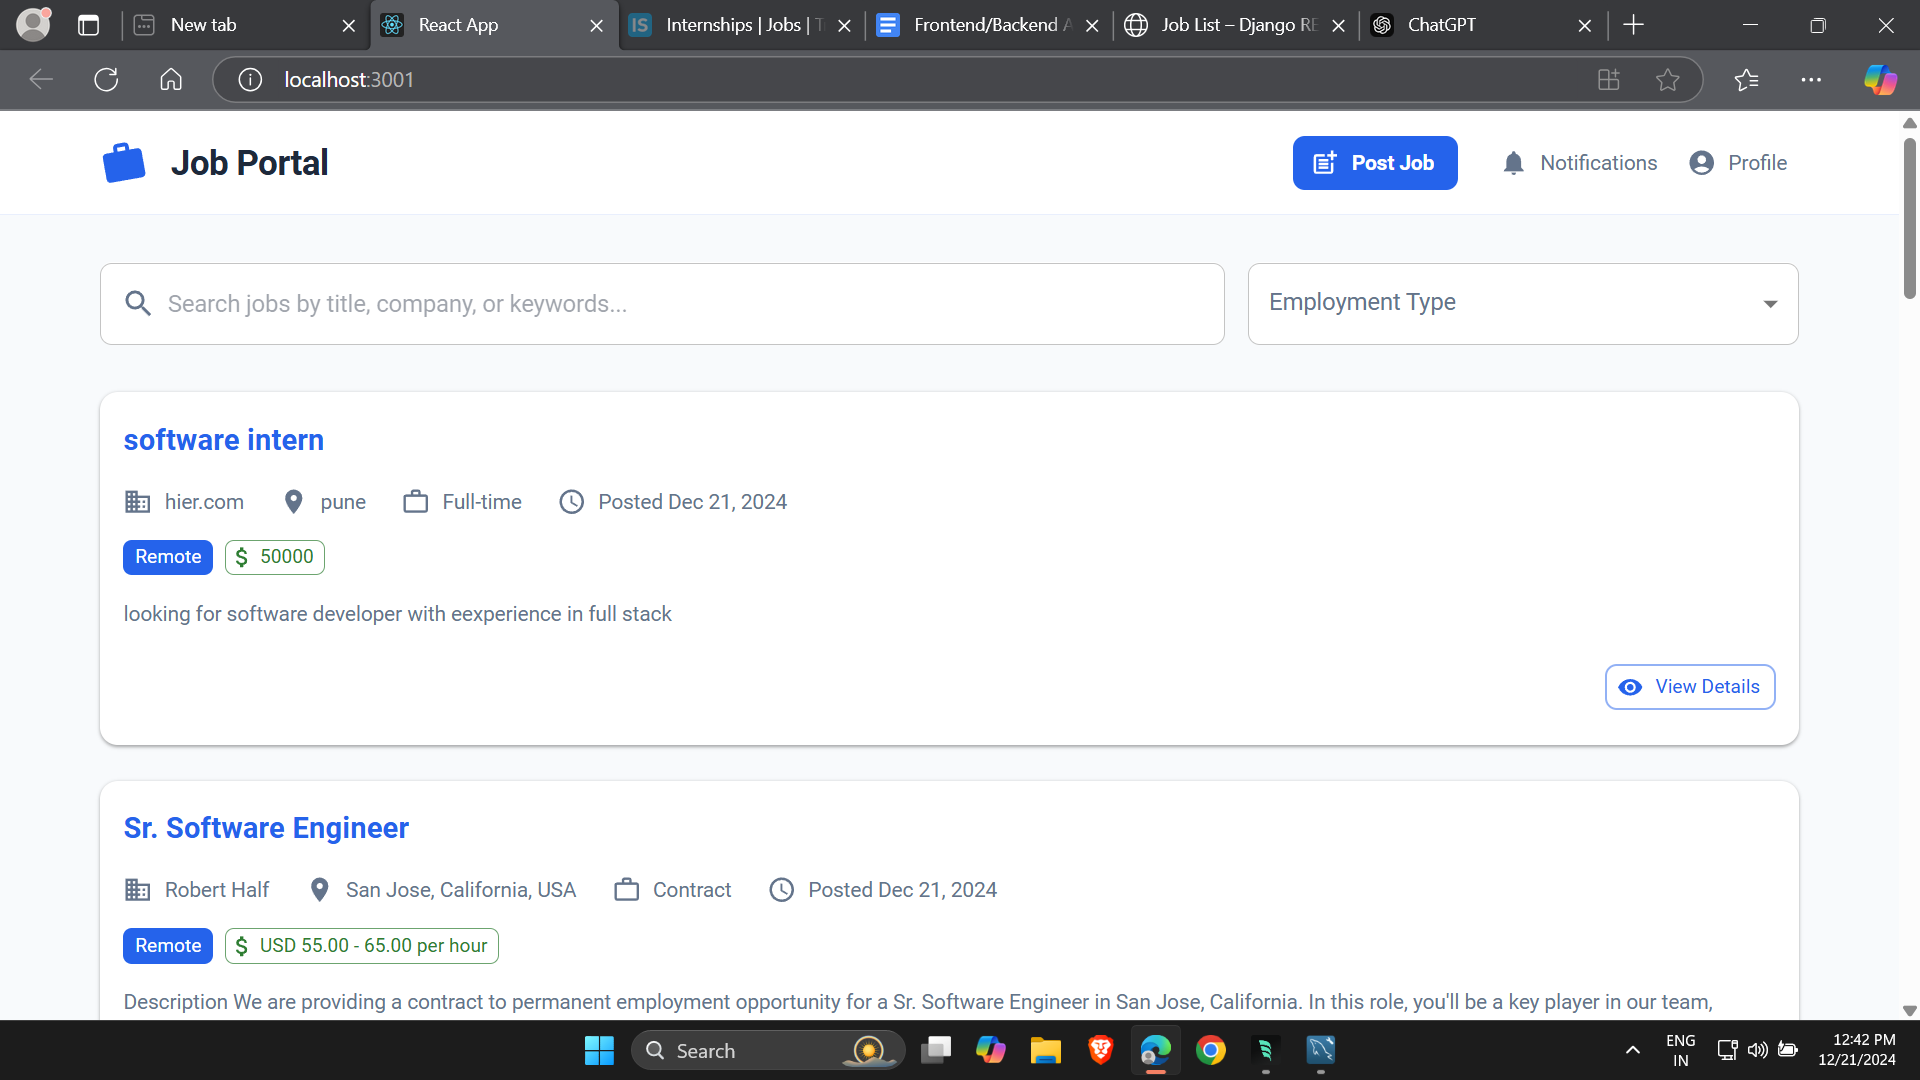 New tab
React App
Internships | Jobs | T
Frontend/Backend A
Job List – Django RE
ChatGPT
localhost:3001
Job Portal
Post Job
Notifications
Profile
Search jobs by title, company, or keywords...
Employment Type
software intern
hier.com
pune
Full-time
Posted Dec 21, 2024
Remote
$ 50000
looking for software developer with eexperience in full stack
View Details
Sr. Software Engineer
Robert Half
San Jose, California, USA
Contract
Posted Dec 21, 2024
Remote
$ USD 55.00 - 65.00 per hour
Description We are providing a contract to permanent employment opportunity for a Sr. Software Engineer in San Jose, California. In this role, you'll be a key player in our team,
Search
ENG
IN
12:42 PM
12/21/2024